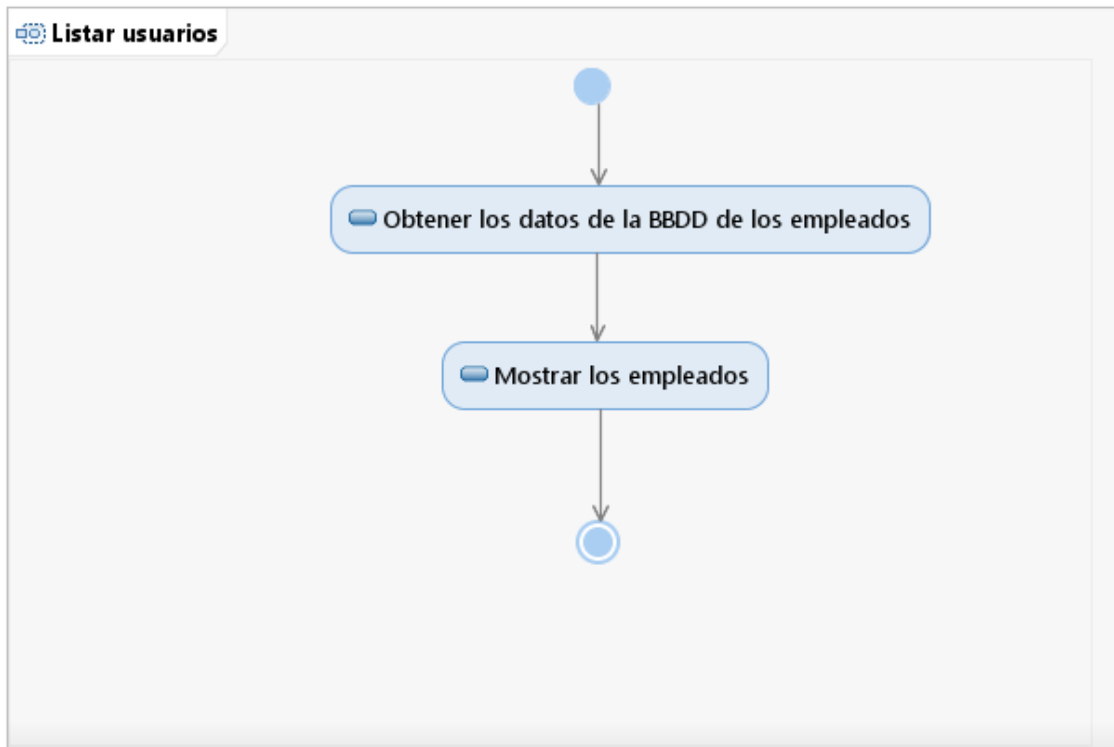 Listar usuarios
Obtener los datos de la BBDD de los empleados
Mostrar los empleados